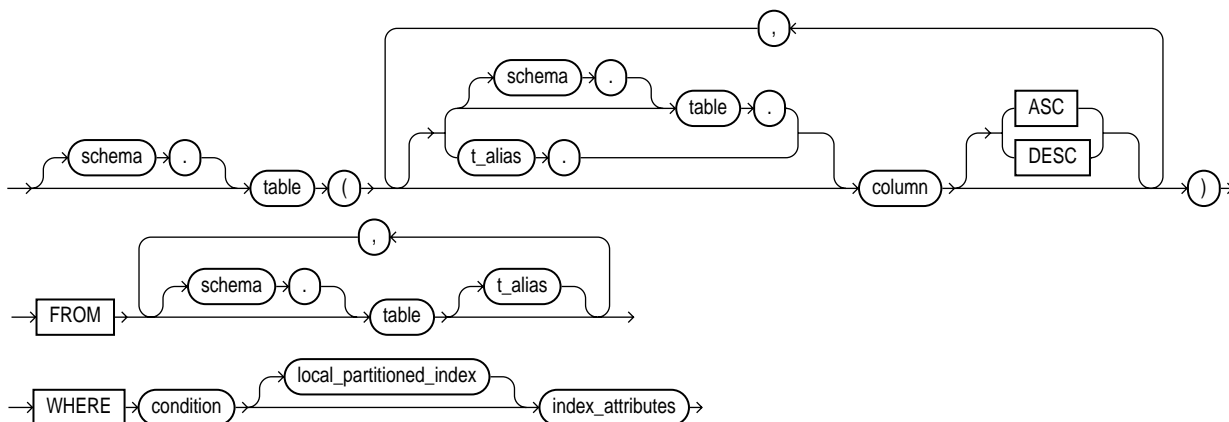 ,
schema .
table .
t_alias .
ASC
DESC
schema .
table ( column )
,
schema . t_alias
FROM table
local_partitioned_index
WHERE condition index_attributes